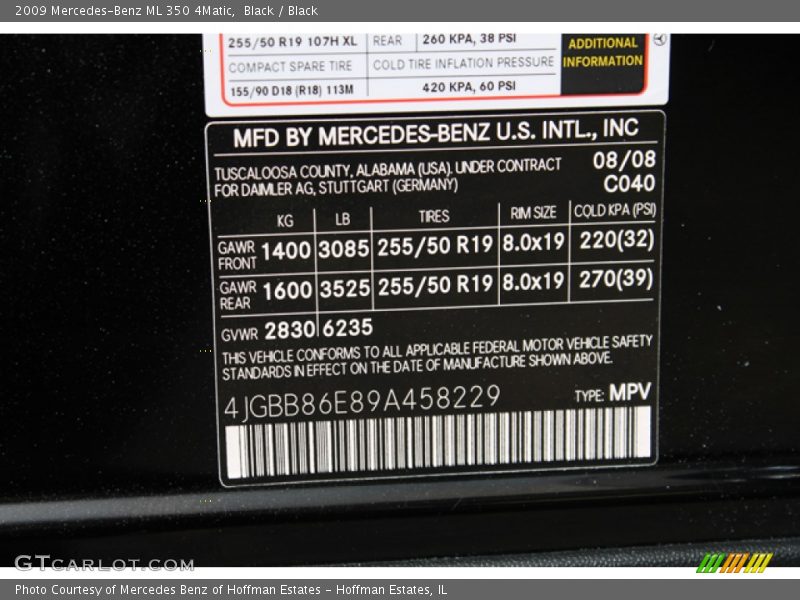 2009 Mercedes-Benz ML 350 4Matic, Black / Black
255/50 R19 107H XL REAR 260 KPA, 38 PSI
ADDITIONAL
INFORMATION
COMPACT SPARE TIRE COLD TIRE INFLATION PRESSURE
155/90 D18 (R18) 113M 420 KPA, 60 PSI
MFD BY MERCEDES-BENZ U.S. INTL., INC
TUSCALOOSA COUNTY, ALABAMA (USA). UNDER CONTRACT 08/08
FOR DAIMLER AG, STUTTGART (GERMANY) C040
KG LB TIRES RIM SIZE COLD KPA (PSI)
GAWR FRONT 1400 3085 255/50 R19 8.0x19 220(32)
GAWR REAR 1600 3525 255/50 R19 8.0x19 270(39)
GVWR 2830 6235
THIS VEHICLE CONFORMS TO ALL APPLICABLE FEDERAL MOTOR VEHICLE SAFETY
STANDARDS IN EFFECT ON THE DATE OF MANUFACTURE SHOWN ABOVE.
4JGBB86E89A458229 TYPE: MPV
GTCARLOT.COM
Photo Courtesy of Mercedes Benz of Hoffman Estates - Hoffman Estates, IL